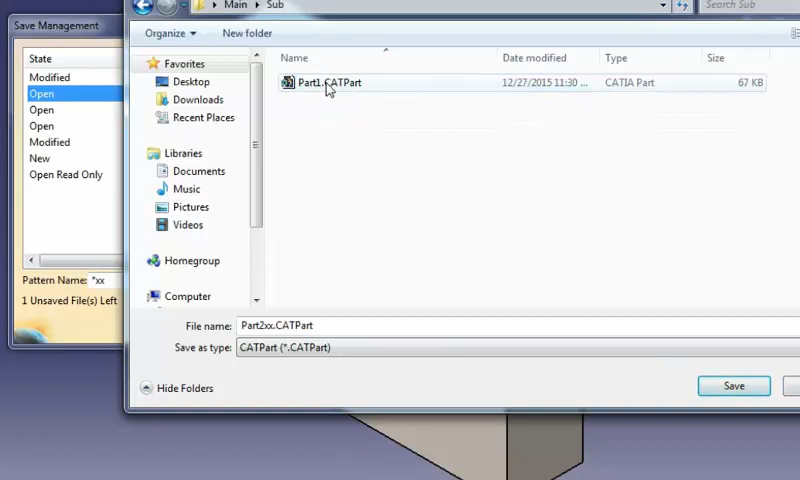 Main ▸ Sub
Search Sub
Save Management
Organize
New folder
State
Modified
Open
Open
Open
Modified
New
Open Read Only
Pattern Name: *xx
1 Unsaved File(s) Left
Favorites
Desktop
Downloads
Recent Places
Libraries
Documents
Music
Pictures
Videos
Homegroup
Computer
Name Date modified Type Size
Part1.CATPart 12/27/2015 11:30 ... CATIA Part 67 KB
File name: Part2xx.CATPart
Save as type: CATPart (*.CATPart)
Hide Folders
Save